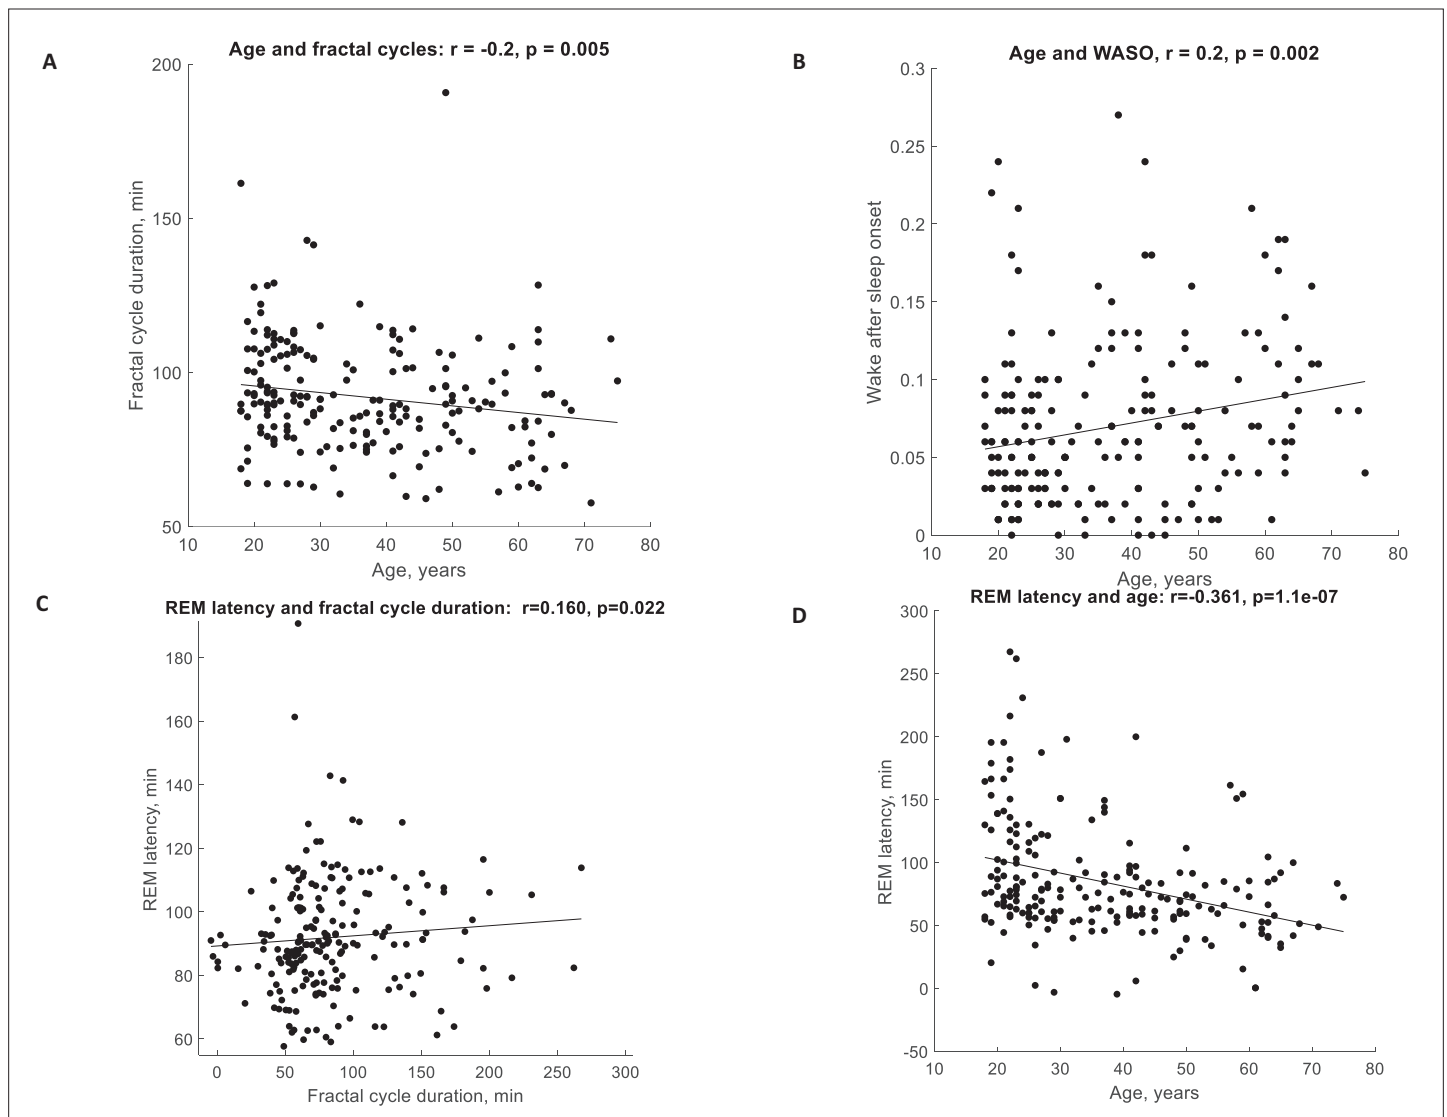 A
Age and fractal cycles: r = -0.2, p = 0.005
200
150
100
50
Fractal cycle duration, min
10 20 30 40 50 60 70 80
Age, years
B
Age and WASO, r = 0.2, p = 0.002
0.3
0.25
0.2
0.15
0.1
0.05
0
Wake after sleep onset
10 20 30 40 50 60 70 80
Age, years
C
REM latency and fractal cycle duration: r=0.160, p=0.022
180
160
140
120
100
80
60
REM latency, min
0 50 100 150 200 250 300
Fractal cycle duration, min
D
REM latency and age: r=-0.361, p=1.1e-07
300
250
200
150
100
50
0
-50
REM latency, min
10 20 30 40 50 60 70 80
Age, years